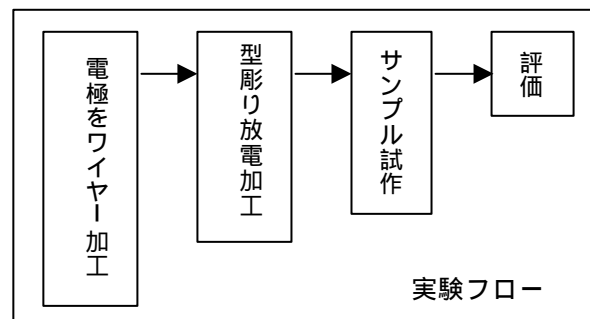 電極をワイヤー加工
型彫り放電加工
サンプル試作
評価
実験フロー